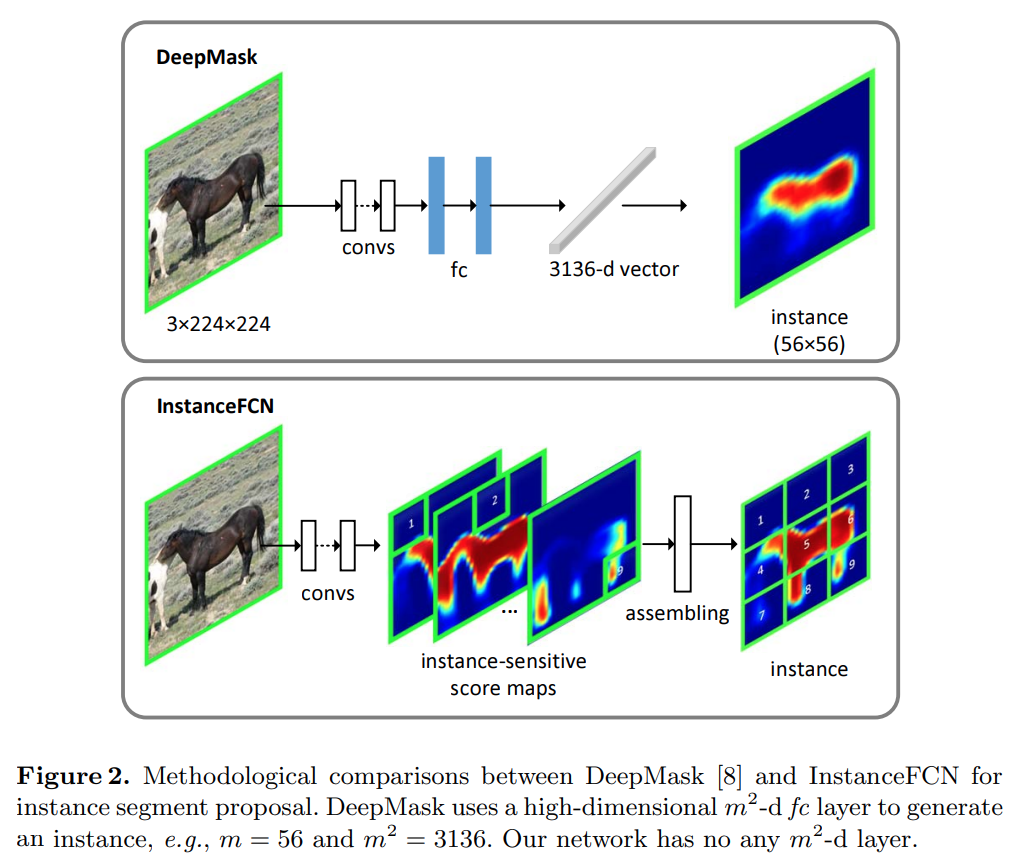 DeepMask
convs
fc
3136-d vector
3×224×224
instance
(56×56)
InstanceFCN
1
2
9
...
convs
instance-sensitive
score maps
assembling
1
2
3
4
5
6
7
8
9
instance
Figure 2. Methodological comparisons between DeepMask [8] and InstanceFCN for
instance segment proposal. DeepMask uses a high-dimensional m²-d fc layer to generate
an instance, e.g., m = 56 and m² = 3136. Our network has no any m²-d layer.